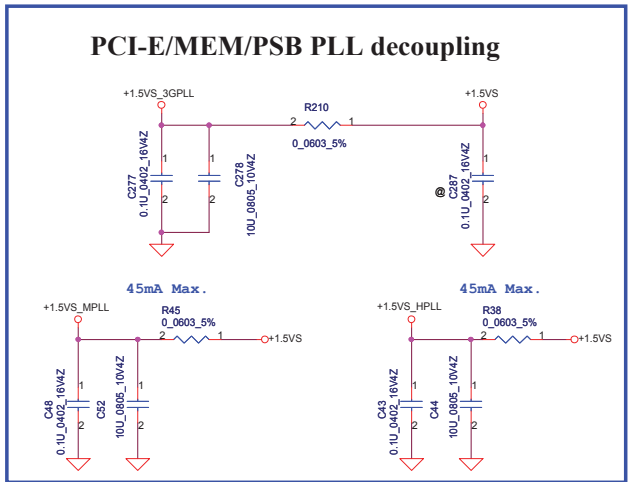 PCI-E/MEM/PSB PLL decoupling
+1.5VS_3GPLL
+1.5VS
R210
2
1
0_0603_5%
1
2
C277
0.1U_0402_16V4Z
1
2
C278
10U_0805_10V4Z
@
1
2
C287
0.1U_0402_16V4Z
45mA Max.
45mA Max.
+1.5VS_MPLL
R45
0_0603_5%
2
1
+1.5VS
C48
0.1U_0402_16V4Z
1
2
C52
10U_0805_10V4Z
1
2
+1.5VS_HPLL
R38
0_0603_5%
2
1
+1.5VS
C43
0.1U_0402_16V4Z
1
2
C44
10U_0805_10V4Z
1
2